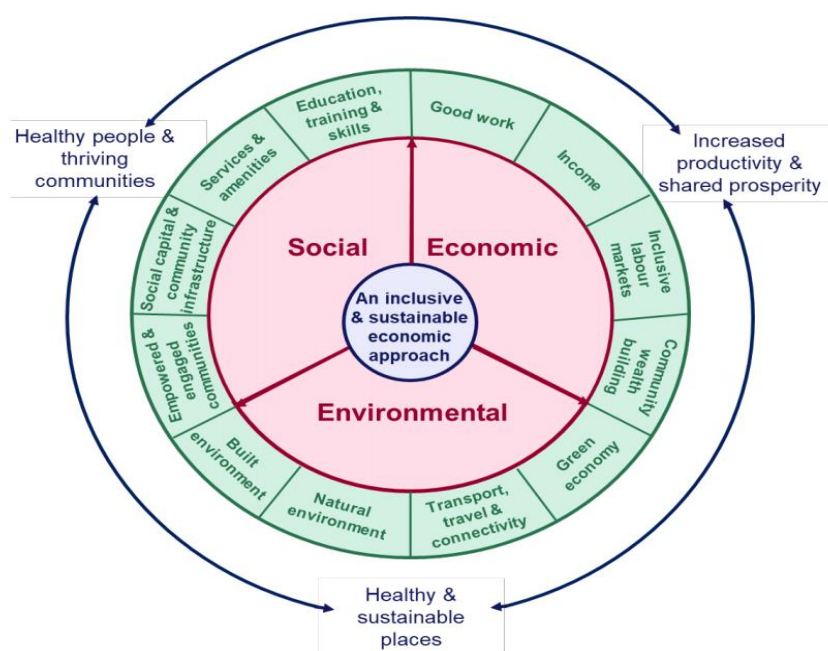 Healthy people &
thriving
communities
Increased
productivity &
shared prosperity
Healthy &
sustainable
places
Education,
training &
skills
Good work
Income
Inclusive
labour
markets
Community
wealth
building
Green
economy
Transport,
travel &
connectivity
Natural
environment
Built
environment
Empowered &
engaged
communities
Social capital &
community
infrastructure
Services &
amenities
Social
Economic
Environmental
An inclusive
& sustainable
economic
approach